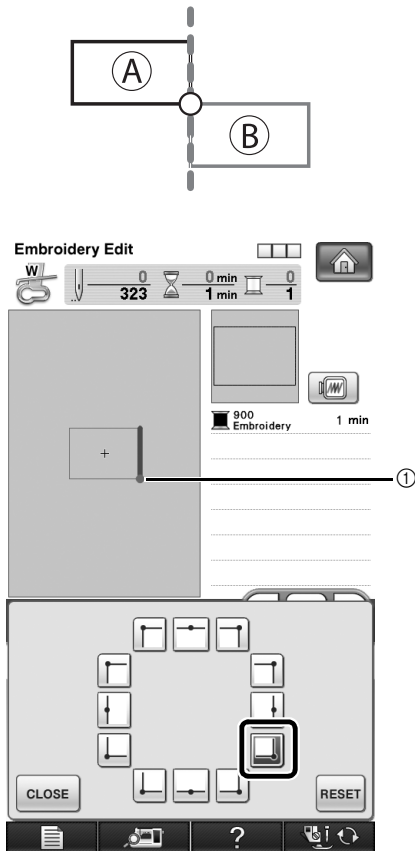 A
B
Embroidery Edit
W
0 0 min 0
323 1 min 1
900
Embroidery 1 min
①
CLOSE RESET
?